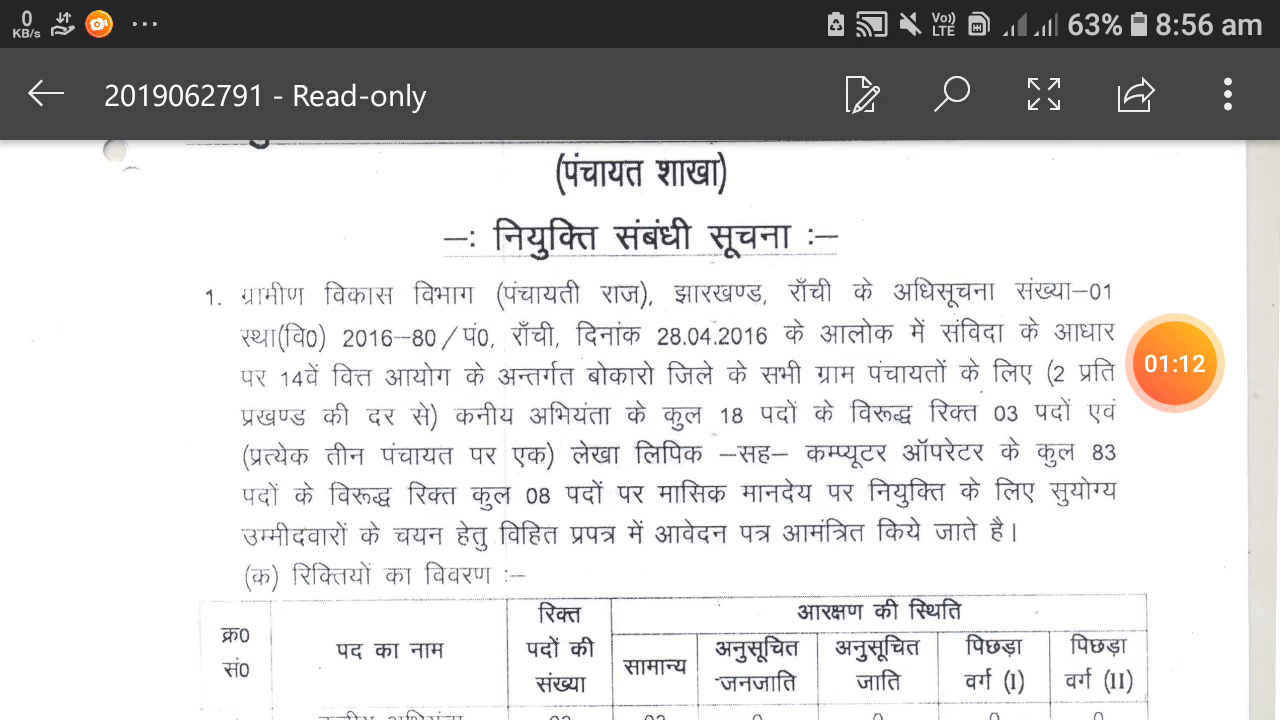 0
KB/s
Vo)) LTE 63% 8:56 am
2019062791 - Read-only
(पंचायत शाखा)
–: नियुक्ति संबंधी सूचना :–
1. ग्रामीण विकास विभाग (पंचायती राज), झारखण्ड, राँची के अधिसूचना संख्या–01
स्था(वि0) 2016–80/पं0, राँची, दिनांक 28.04.2016 के आलोक में संविदा के आधार
पर 14वें वित्त आयोग के अन्तर्गत बोकारो जिले के सभी ग्राम पंचायतों के लिए (2 प्रति
01:12
प्रखण्ड की दर से) कनीय अभियंता के कुल 18 पदों के विरूद्ध रिक्त 03 पदों एवं
(प्रत्येक तीन पंचायत पर एक) लेखा लिपिक –सह– कम्प्यूटर ऑपरेटर के कुल 83
पदों के विरूद्ध रिक्त कुल 08 पदों पर मासिक मानदेय पर नियुक्ति के लिए सुयोग्य
उम्मीदवारों के चयन हेतु विहित प्रपत्र में आवेदन पत्र आमंत्रित किये जाते है।
(क) रिक्तियों का विवरण :–
क्र0 सं0 पद का नाम रिक्त पदों की संख्या आरक्षण की स्थिति
सामान्य अनुसूचित जनजाति अनुसूचित जाति पिछड़ा वर्ग (I) पिछड़ा वर्ग (II)